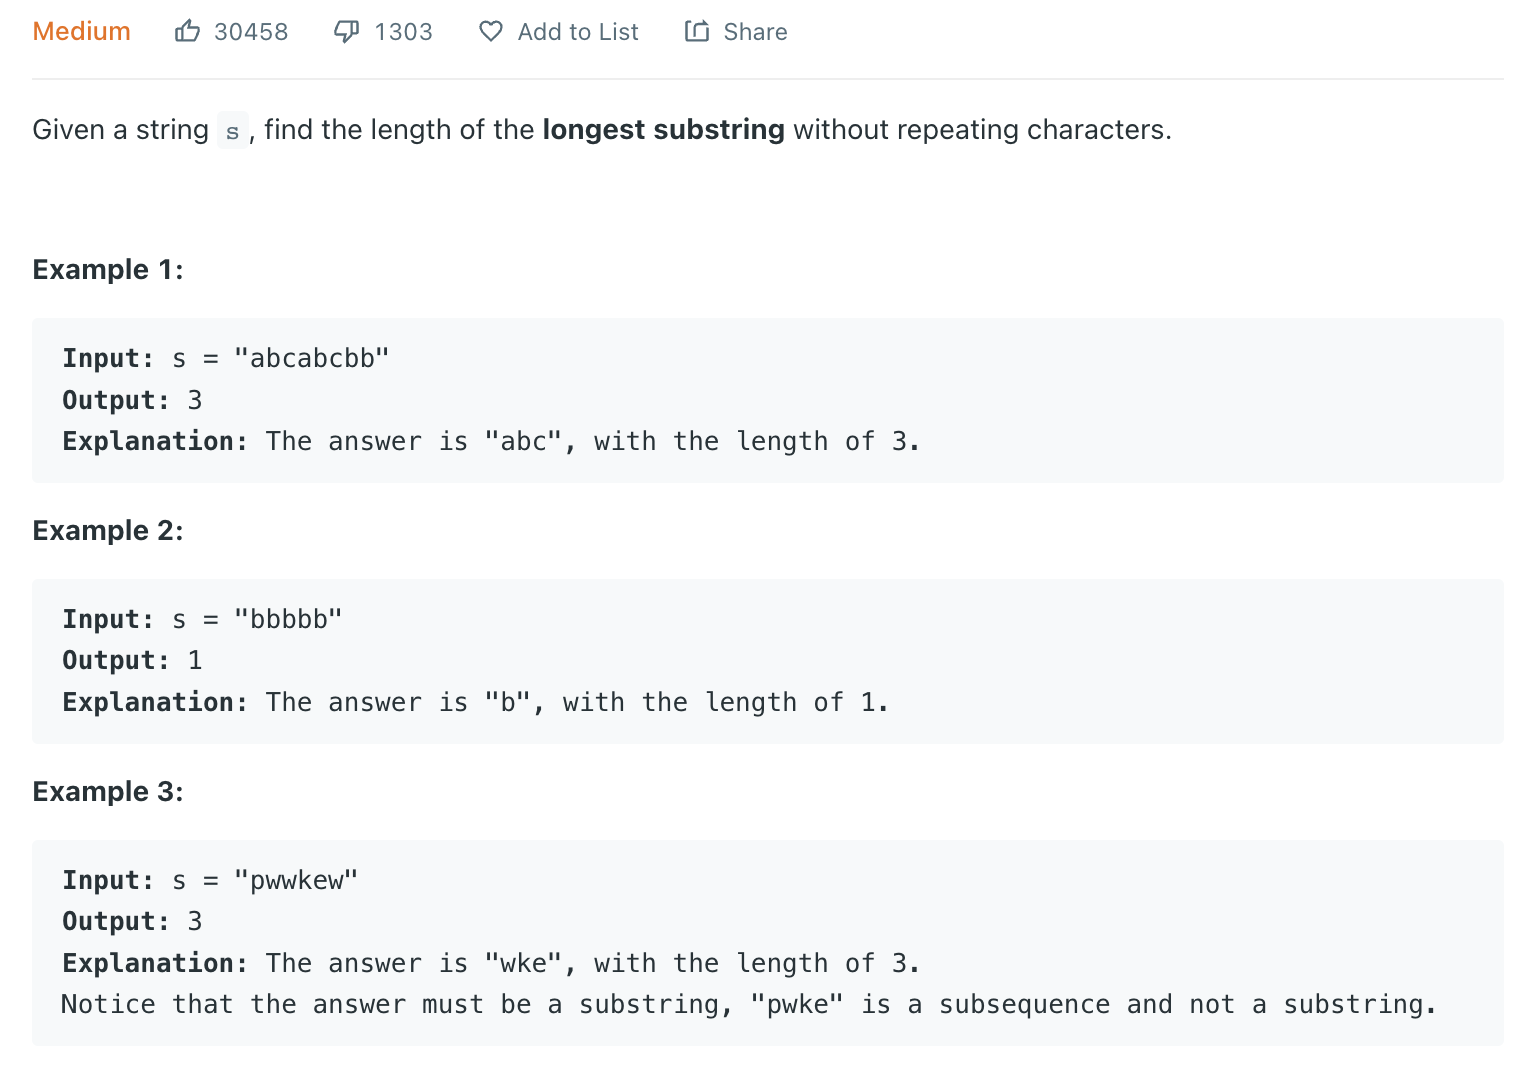 Medium 30458 1303 Add to List Share
Given a string s, find the length of the longest substring without repeating characters.
Example 1:
Input: s = "abcabcbb"
Output: 3
Explanation: The answer is "abc", with the length of 3.
Example 2:
Input: s = "bbbbb"
Output: 1
Explanation: The answer is "b", with the length of 1.
Example 3:
Input: s = "pwwkew"
Output: 3
Explanation: The answer is "wke", with the length of 3.
Notice that the answer must be a substring, "pwke" is a subsequence and not a substring.